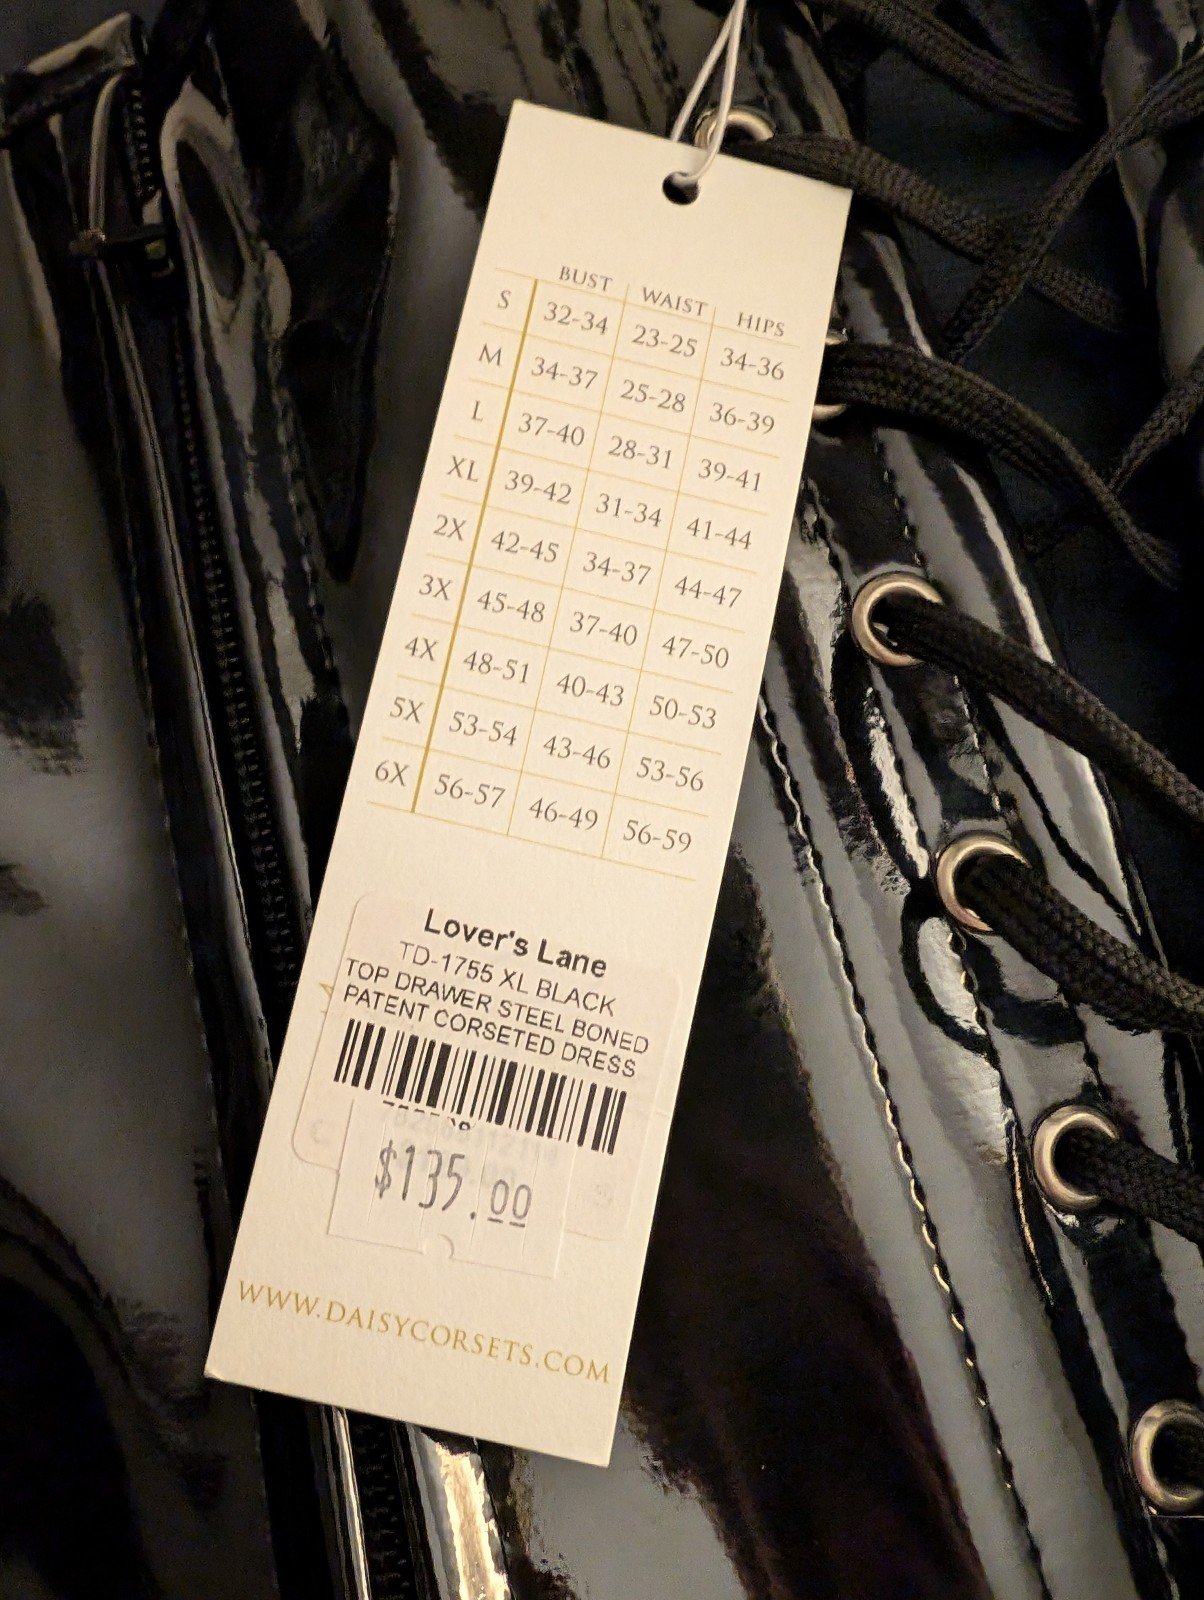 BUST WAIST HIPS
S 32-34 23-25 34-36
M 34-37 25-28 36-39
L 37-40 28-31 39-41
XL 39-42 31-34 41-44
2X 42-45 34-37 44-47
3X 45-48 37-40 47-50
4X 48-51 40-43 50-53
5X 53-54 43-46 53-56
6X 56-57 46-49 56-59
Lover's Lane
TD-1755 XL BLACK
TOP DRAWER STEEL BONED
PATENT CORSETED DRESS
$135.00
WWW.DAISYCORSETS.COM